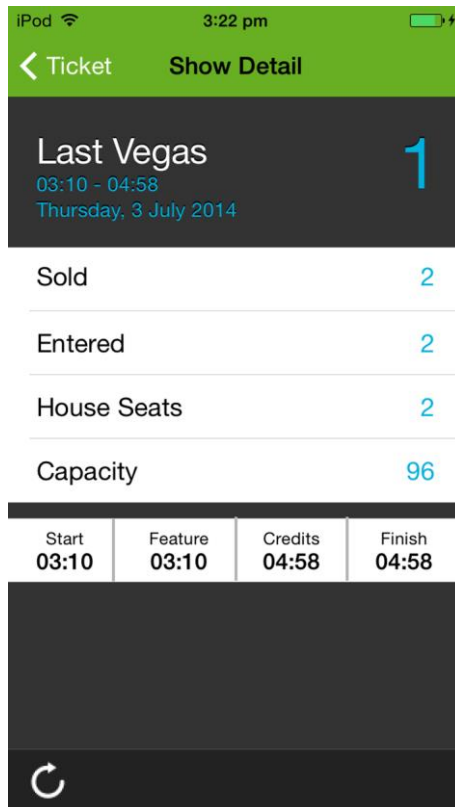 iPod 3:22 pm
Ticket Show Detail
Last Vegas 1
03:10 - 04:58
Thursday, 3 July 2014
Sold 2
Entered 2
House Seats 2
Capacity 96
Start Feature Credits Finish
03:10 03:10 04:58 04:58